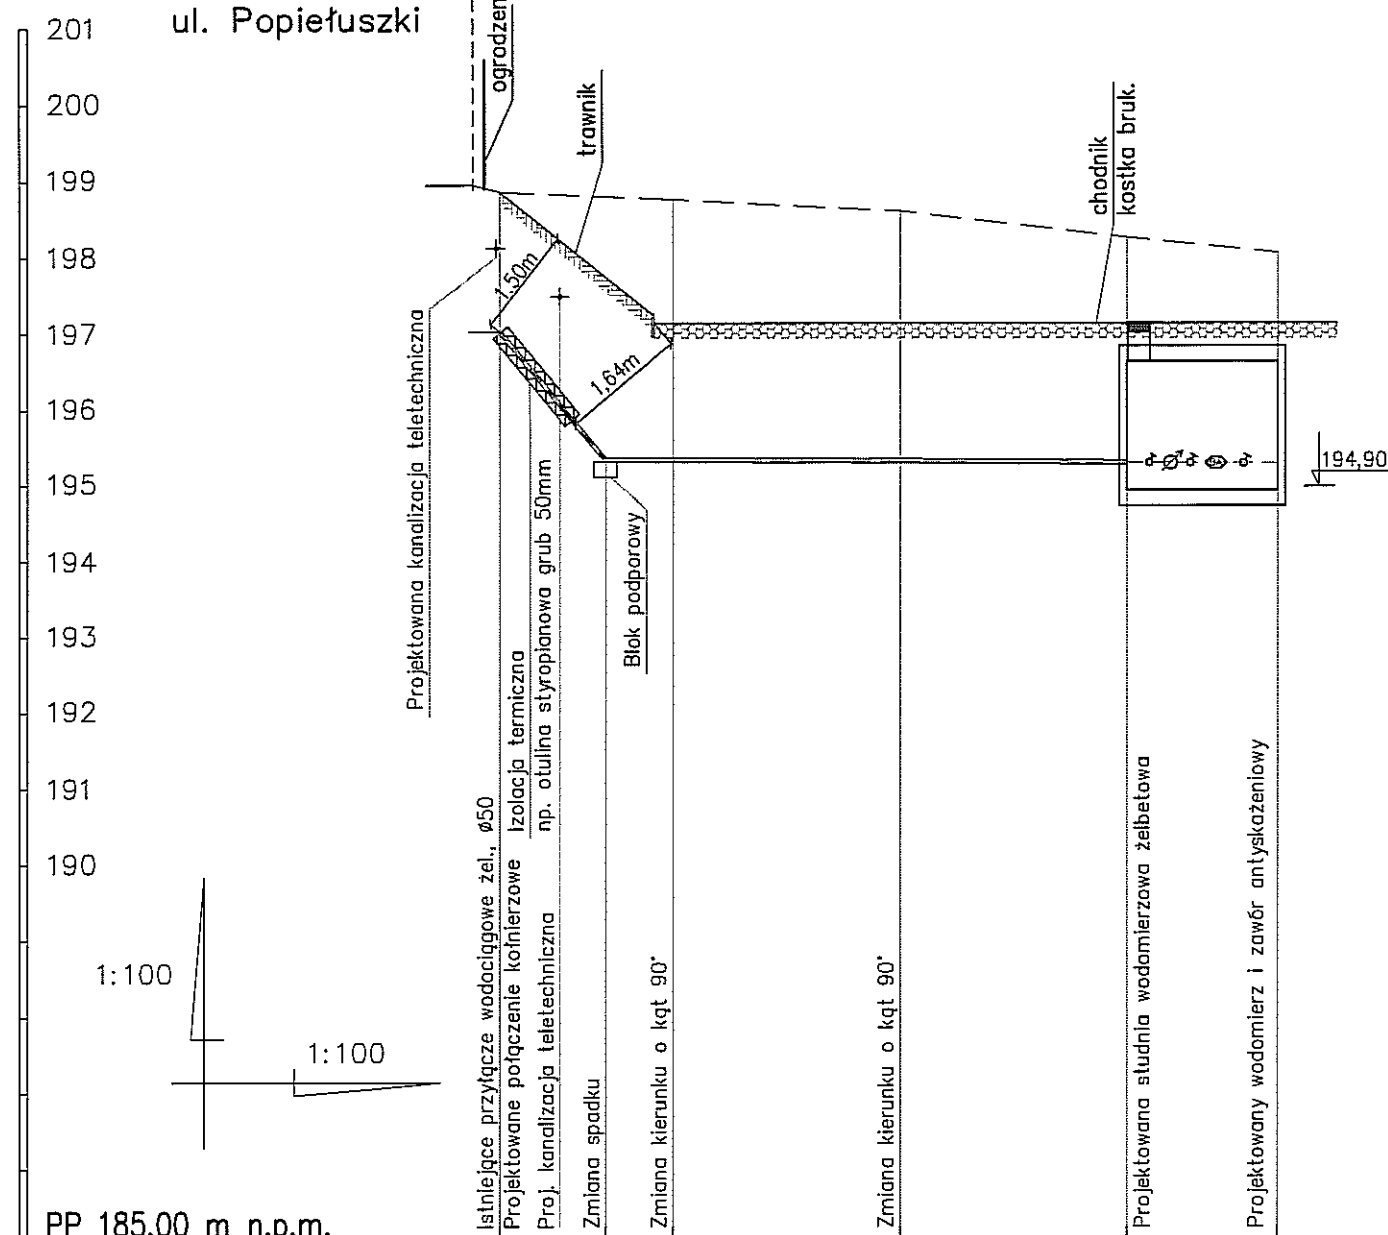 ul. Popiełuszki
201
200
199
198
197
196
195
194
193
192
191
190
trawnik
chodnik
kostka bruk.
1,50m
1,64m
194,90
Projektowana kanalizacja teletechniczna
Blok podporowy
Izolacja termiczna
np. otulina styropianowa grub 50mm
Istniejące przyłącze wodociągowe żel., ø50
Projektowane połączenie kołnierzowe
Proj. kanalizacja teletechniczna
Zmiana spadku
Zmiana kierunku o kąt 90°
Zmiana kierunku o kąt 90°
Projektowana studnia wodomierzowa żelbetowa
Projektowany wodomierz i zawór antyskażeniowy
1:100
1:100
PP 185.00 m n.p.m.